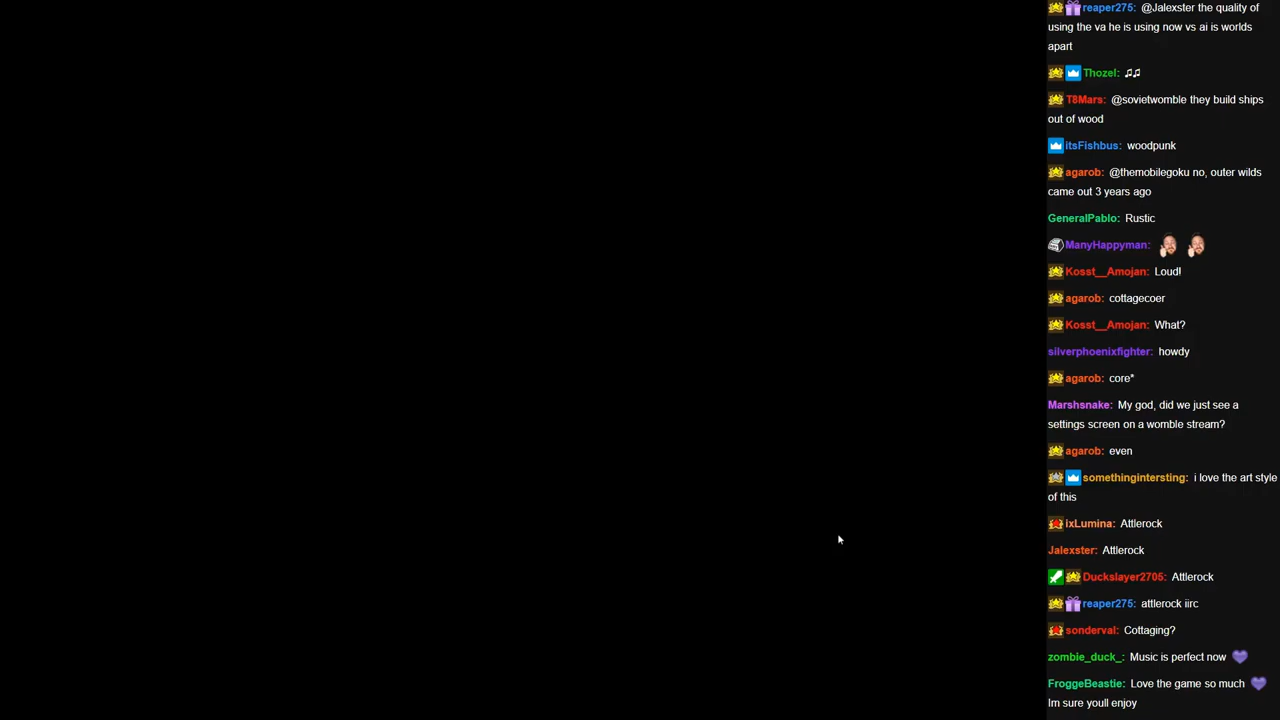 reaper275: @Jalexster the quality of
using the va he is using now vs ai is worlds
apart
Thozel: ♫♫
T8Mars: @sovietwomble they build ships
out of wood
itsFishbus: woodpunk
agarob: @themobilegoku no, outer wilds
came out 3 years ago
GeneralPablo: Rustic
ManyHappyman:
Kosst__Amojan: Loud!
agarob: cottagecoer
Kosst__Amojan: What?
silverphoenixfighter: howdy
agarob: core*
Marshsnake: My god, did we just see a
settings screen on a womble stream?
agarob: even
somethingintersting: i love the art style
of this
ixLumina: Attlerock
Jalexster: Attlerock
Duckslayer2705: Attlerock
reaper275: attlerock iirc
sonderval: Cottaging?
zombie_duck_: Music is perfect now 💜
FroggeBeastie: Love the game so much 💜
Im sure youll enjoy